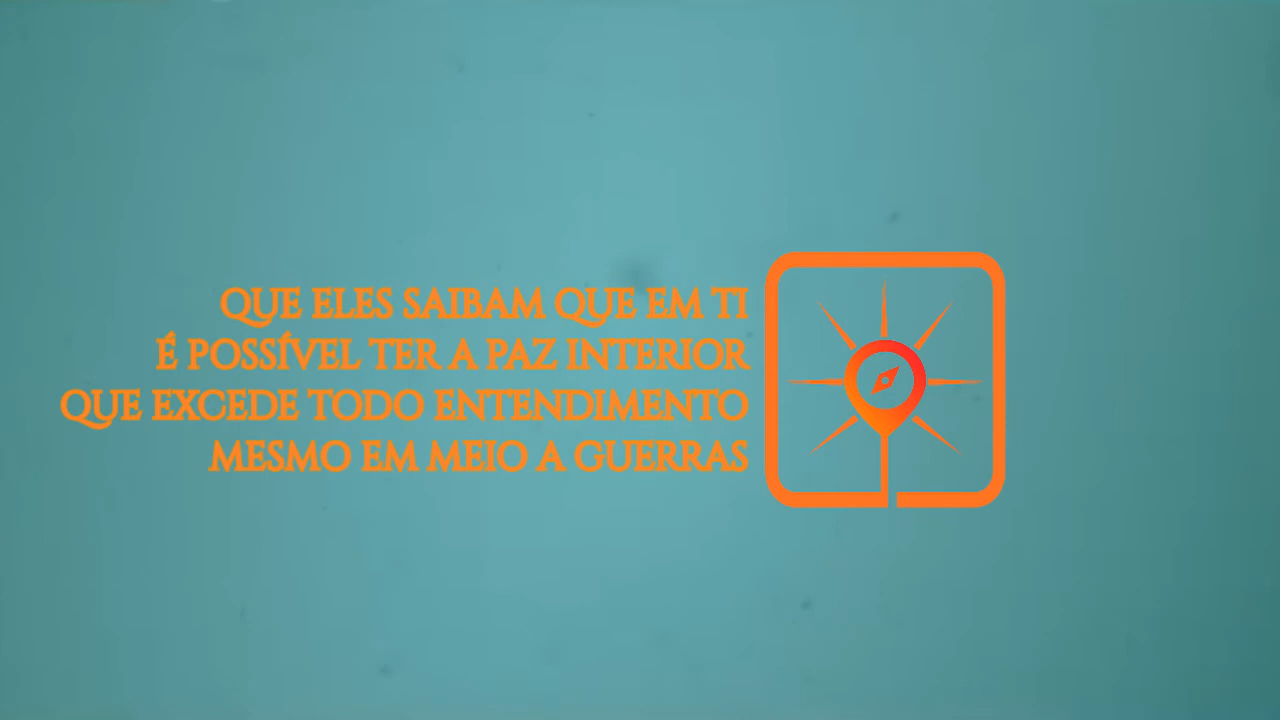 QUE ELES SAIBAM QUE EM TI
É POSSÍVEL TER A PAZ INTERIOR
QUE EXCEDE TODO ENTENDIMENTO
MESMO EM MEIO A GUERRAS